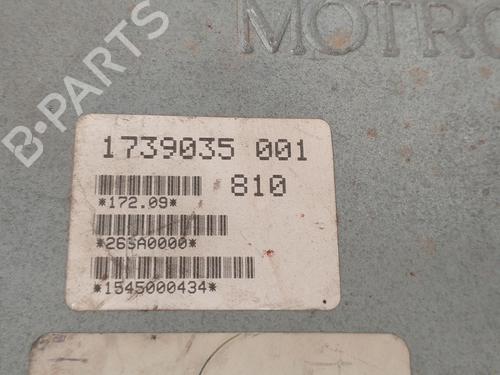 B-PARTS
MOTRO
1739035 001
810
*172.09*
*26SA0000*
*1545000434*